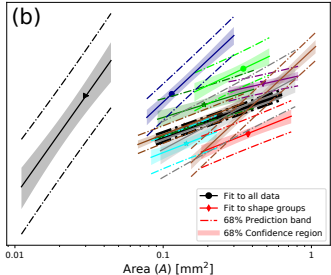 (b)
Fit to all data
Fit to shape groups
68% Prediction band
68% Confidence region
0.01 0.1 1
Area (A) [mm²]